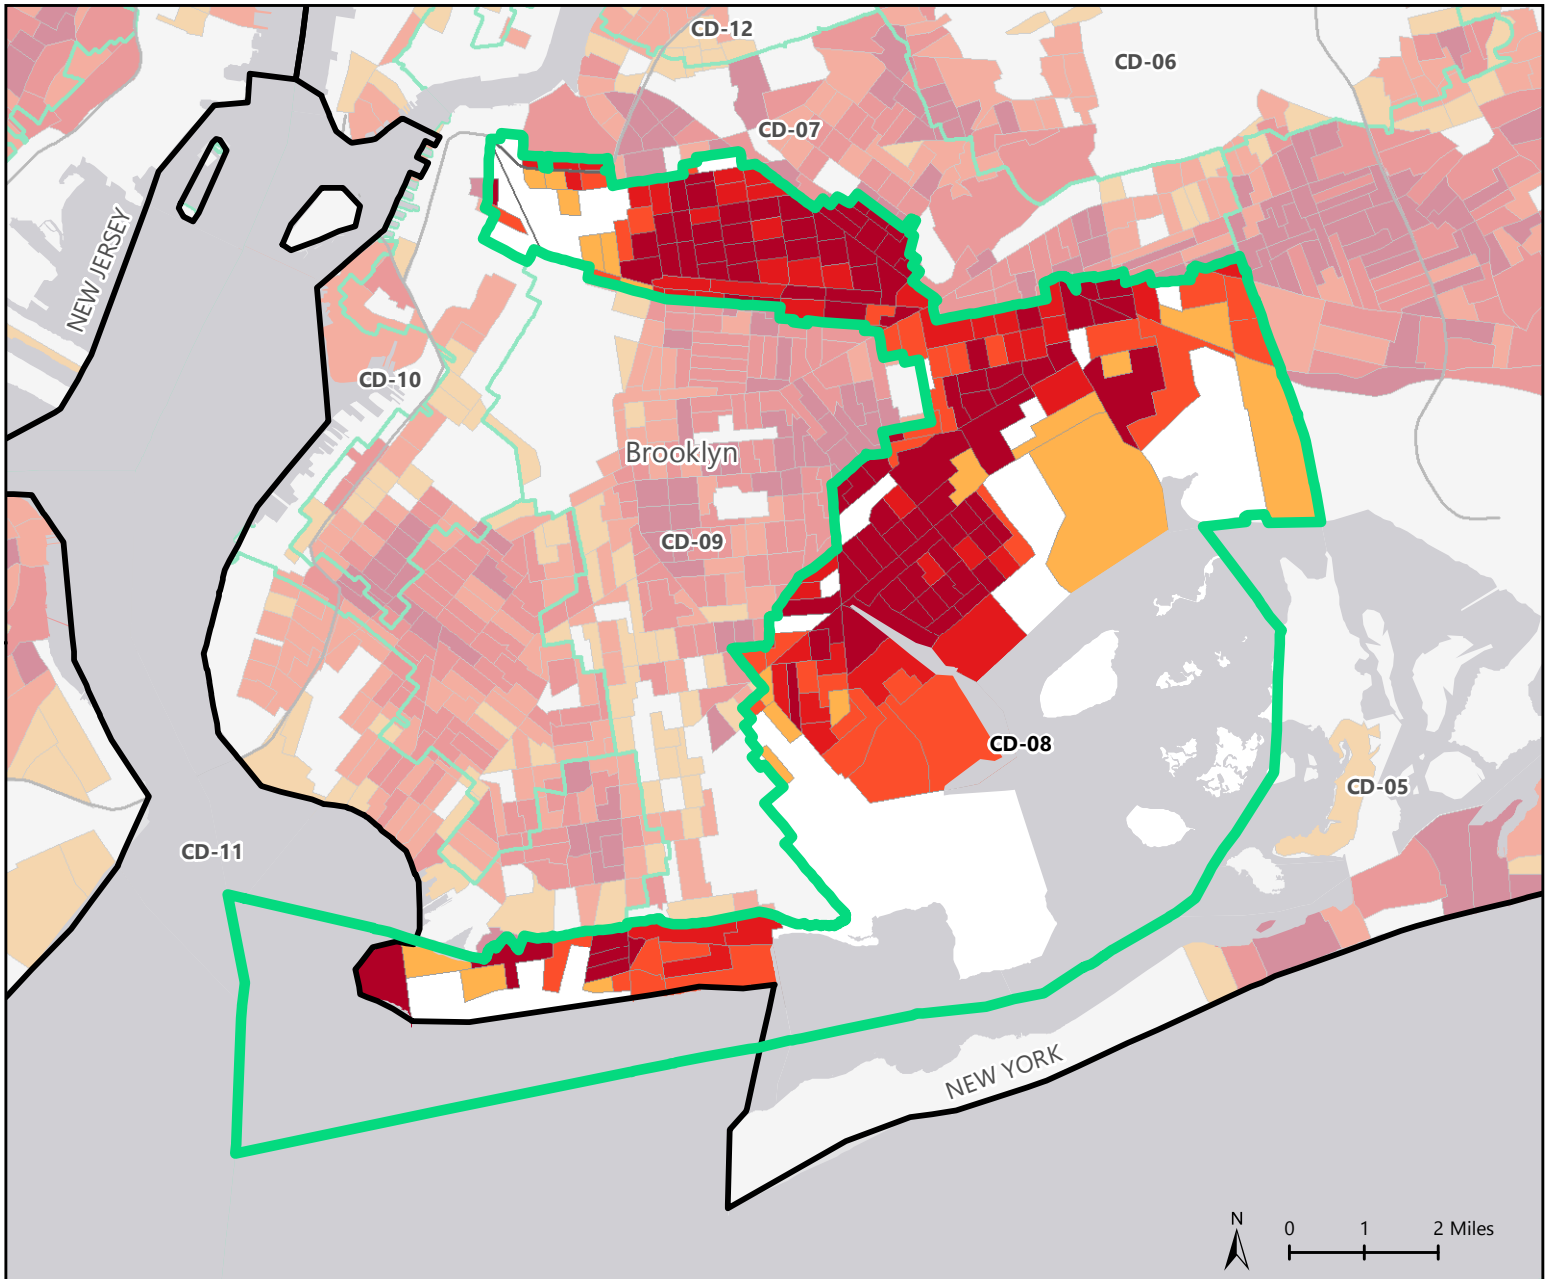 CD-12
CD-06
CD-07
NEW JERSEY
CD-10
Brooklyn
CD-09
CD-08
CD-05
CD-11
NEW YORK
N
0 1 2 Miles